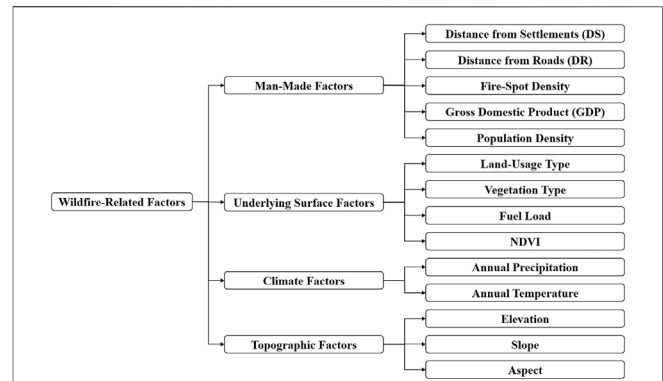 Wildfire-Related Factors
Man-Made Factors
Distance from Settlements (DS)
Distance from Roads (DR)
Fire-Spot Density
Gross Domestic Product (GDP)
Population Density
Underlying Surface Factors
Land-Usage Type
Vegetation Type
Fuel Load
NDVI
Climate Factors
Annual Precipitation
Annual Temperature
Topographic Factors
Elevation
Slope
Aspect